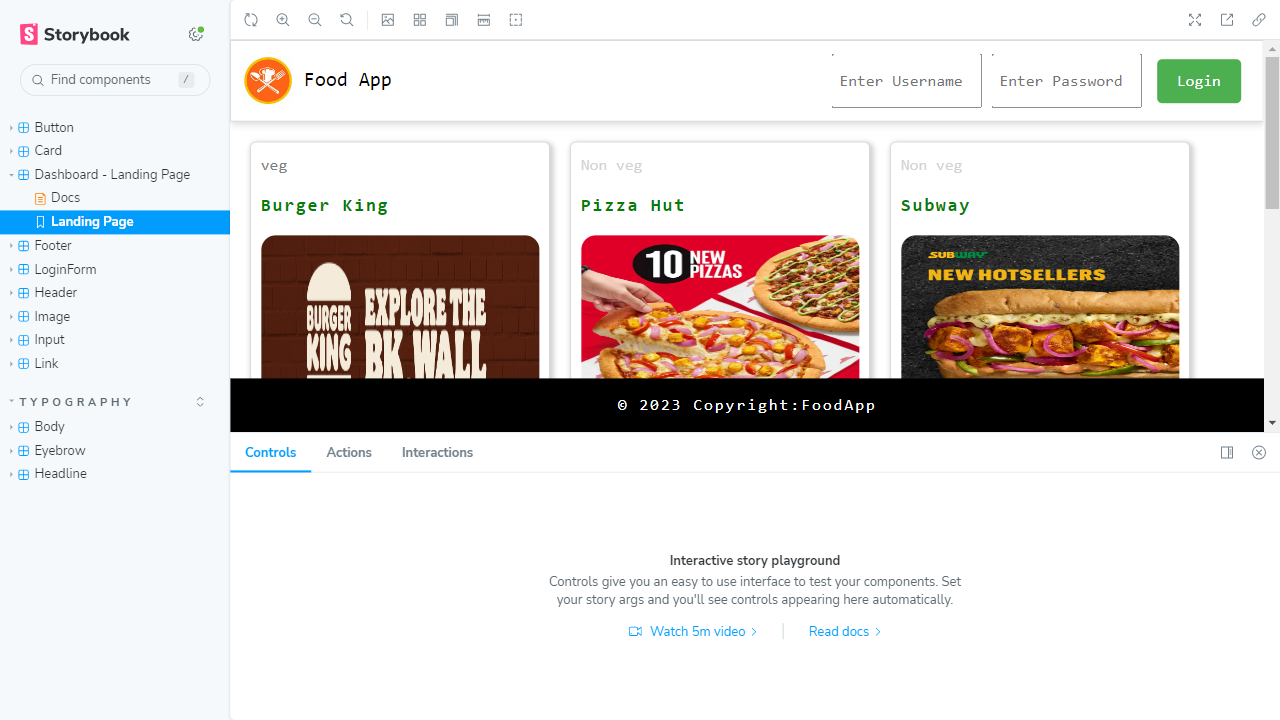 Storybook
Find components /
Button
Card
Dashboard - Landing Page
Docs
Landing Page
Footer
LoginForm
Header
Image
Input
Link
TYPOGRAPHY
Body
Eyebrow
Headline
Food App
Enter Username
Enter Password
Login
veg
Burger King
BURGER
KING
EXPLORE THE
BK WALL
Non veg
Pizza Hut
10 NEW
PIZZAS
Non veg
Subway
SUBWAY
NEW HOTSELLERS
© 2023 Copyright:FoodApp
Controls
Actions
Interactions
Interactive story playground
Controls give you an easy to use interface to test your components. Set
your story args and you'll see controls appearing here automatically.
Watch 5m video
Read docs